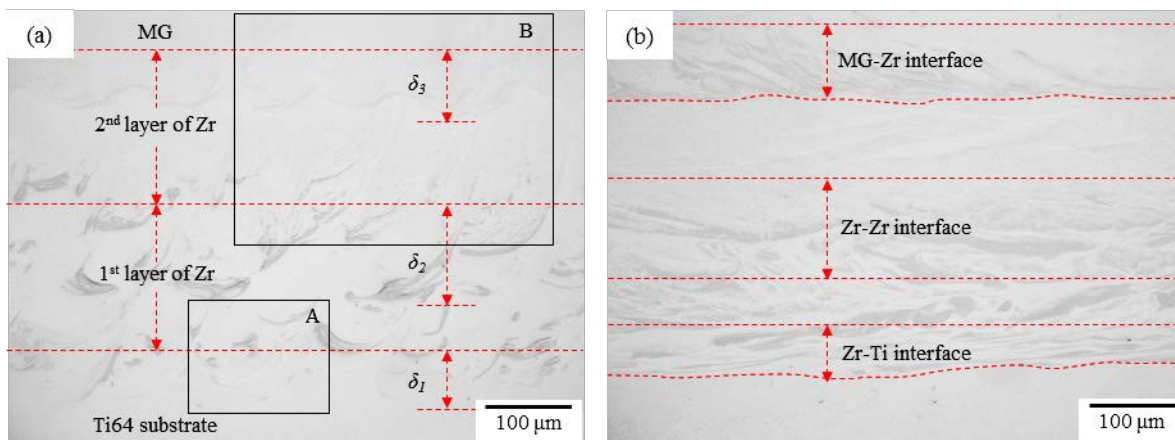 (a)
MG
B
δ3
2nd layer of Zr
1st layer of Zr
δ2
A
δ1
Ti64 substrate
100 μm
(b)
MG-Zr interface
Zr-Zr interface
Zr-Ti interface
100 μm